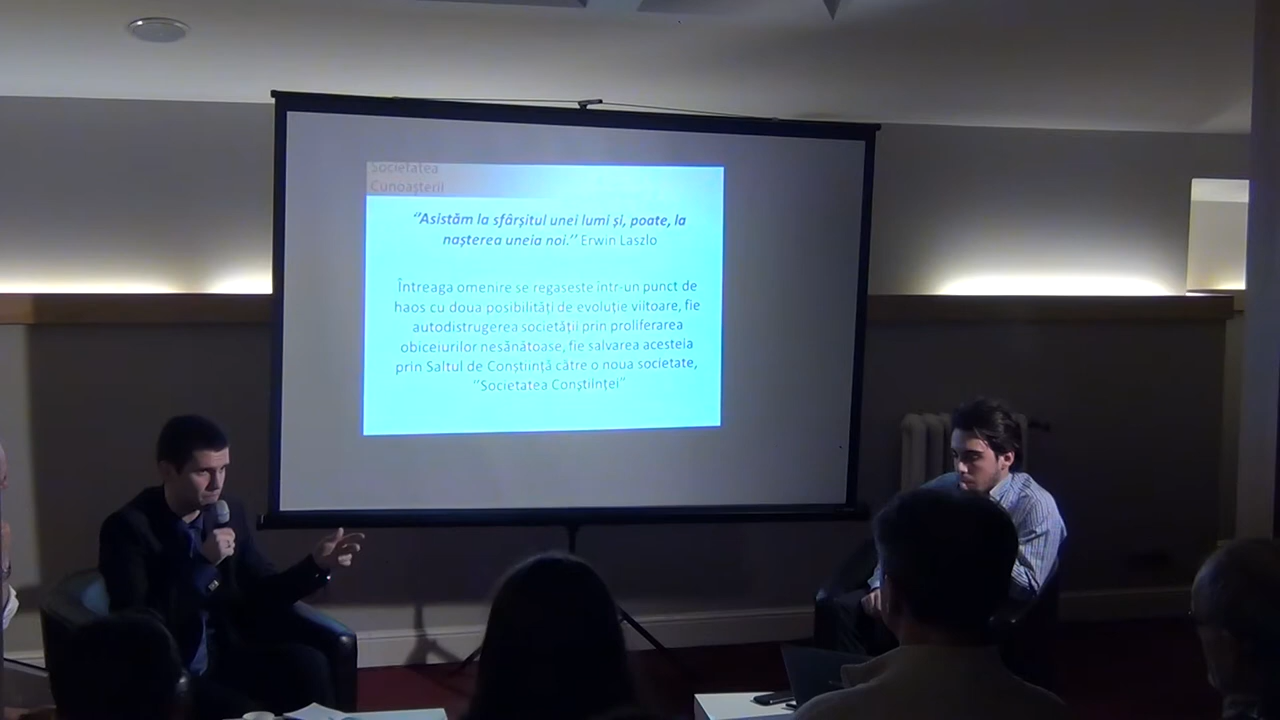 Societatea
Cunoașterii
“Asistăm la sfârșitul unei lumi și, poate, la
nașterea uneia noi.’’ Erwin Laszlo
Întreaga omenire se regaseste intr-un punct de
haos cu doua posibilități de evoluție viitoare, fie
autodistrugerea societății prin proliferarea
obiceiurilor nesănătoase, fie salvarea acesteia
prin Saltul de Conștiință către o noua societate,
‘’Societatea Conștiinței”